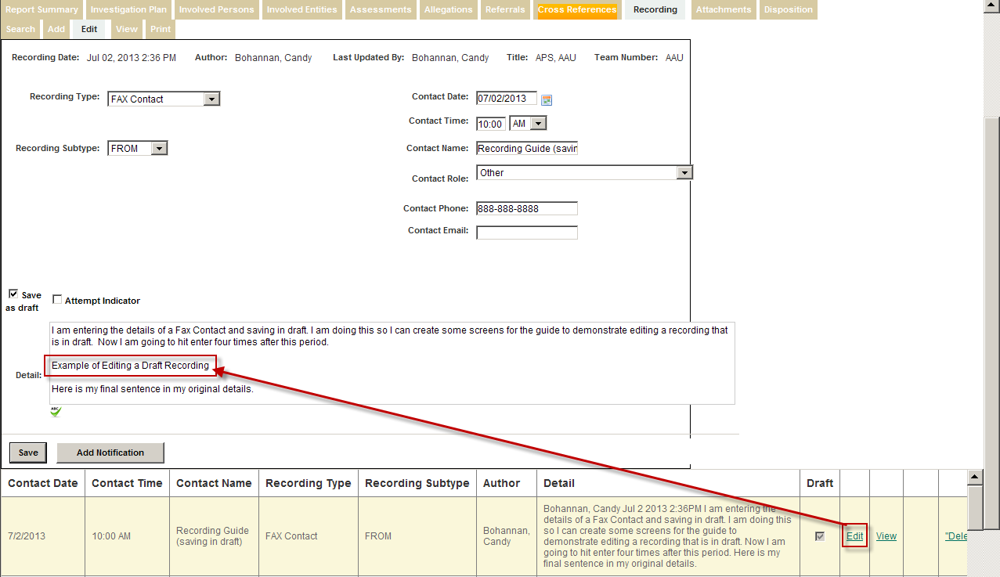 Report Summary Investigation Plan Involved Persons Involved Entities Assessments Allegations Referrals Cross References Recording Attachments Disposition
Search Add Edit View Print
Recording Date: Jul 02, 2013 2:36 PM Author: Bohannan, Candy Last Updated By: Bohannan, Candy Title: APS, AAU Team Number: AAU
Recording Type: FAX Contact Contact Date: 07/02/2013
Contact Time: 10:00 AM
Recording Subtype: FROM Contact Name: Recording Guide (savin
Contact Role: Other
Contact Phone: 888-888-8888
Contact Email:
Save
as draft
Attempt Indicator
I am entering the details of a Fax Contact and saving in draft. I am doing this so I can create some screens for the guide to demonstrate editing a recording that
is in draft. Now I am going to hit enter four times after this period.
Example of Editing a Draft Recording
Detail:
Here is my final sentence in my original details.
ABC
Save Add Notification
Contact Date Contact Time Contact Name Recording Type Recording Subtype Author Detail Draft
7/2/2013 10:00 AM
Recording Guide
(saving in draft)
FAX Contact FROM
Bohannan,
Candy
Bohannan, Candy Jul 2 2013 2:36PM I am entering the
details of a Fax Contact and saving in draft. I am doing this
so I can create some screens for the guide to
demonstrate editing a recording that is in draft. Now I am
going to hit enter four times after this period. Here is my
final sentence in my original details.
Edit View "Dele